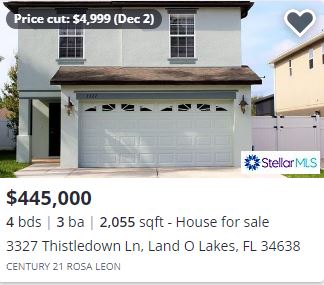 Price cut: $4,999 (Dec 2)
3327
StellarMLS
$445,000
4 bds | 3 ba | 2,055 sqft - House for sale
3327 Thistledown Ln, Land O Lakes, FL 34638
CENTURY 21 ROSA LEON